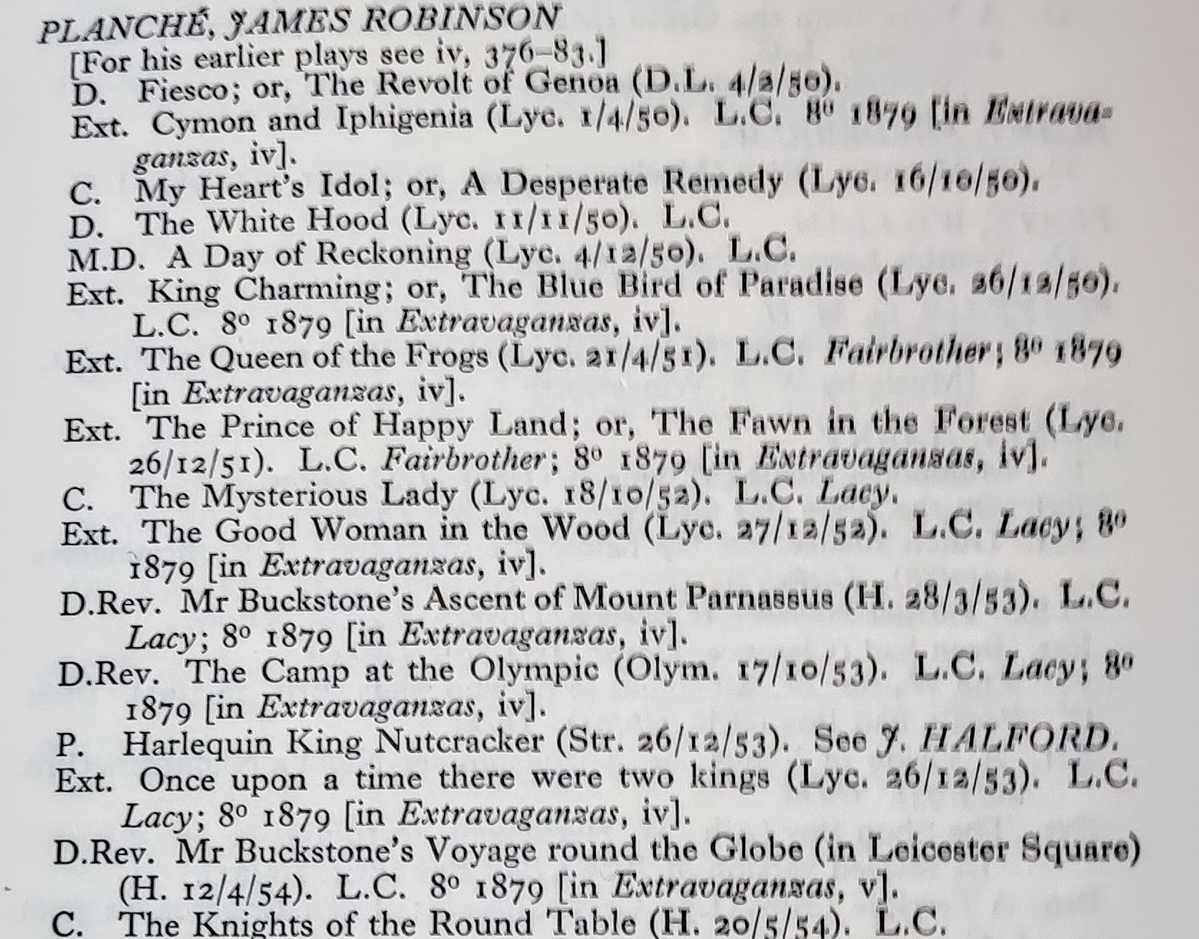 PLANCHÉ, JAMES ROBINSON
[For his earlier plays see iv, 376–83.]
D. Fiesco; or, The Revolt of Genoa (D.L. 4/2/50).
Ext. Cymon and Iphigenia (Lyc. 1/4/50). L.C. 8º 1879 [in Extrava-
ganzas, iv].
C. My Heart's Idol; or, A Desperate Remedy (Lyc. 16/10/50).
D. The White Hood (Lyc. 11/11/50). L.C.
M.D. A Day of Reckoning (Lyc. 4/12/50). L.C.
Ext. King Charming; or, The Blue Bird of Paradise (Lyc. 26/12/50).
L.C. 8º 1879 [in Extravaganzas, iv].
Ext. The Queen of the Frogs (Lyc. 21/4/51). L.C. Fairbrother; 8º 1879
[in Extravaganzas, iv].
Ext. The Prince of Happy Land; or, The Fawn in the Forest (Lyc.
26/12/51). L.C. Fairbrother; 8º 1879 [in Extravaganzas, iv].
C. The Mysterious Lady (Lyc. 18/10/52). L.C. Lacy.
Ext. The Good Woman in the Wood (Lyc. 27/12/52). L.C. Lacy; 8º
1879 [in Extravaganzas, iv].
D.Rev. Mr Buckstone's Ascent of Mount Parnassus (H. 28/3/53). L.C.
Lacy; 8º 1879 [in Extravaganzas, iv].
D.Rev. The Camp at the Olympic (Olym. 17/10/53). L.C. Lacy; 8º
1879 [in Extravaganzas, iv].
P. Harlequin King Nutcracker (Str. 26/12/53). See J. HALFORD.
Ext. Once upon a time there were two kings (Lyc. 26/12/53). L.C.
Lacy; 8º 1879 [in Extravaganzas, iv].
D.Rev. Mr Buckstone's Voyage round the Globe (in Leicester Square)
(H. 12/4/54). L.C. 8º 1879 [in Extravaganzas, v].
C. The Knights of the Round Table (H. 20/5/54). L.C.